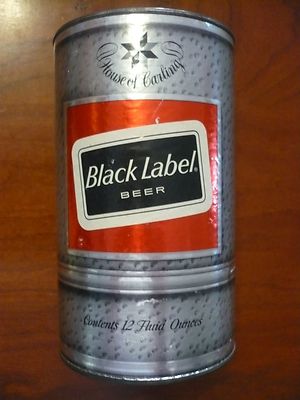 House of Carling
Black Label®
BEER
Contents 12 Fluid Ounces